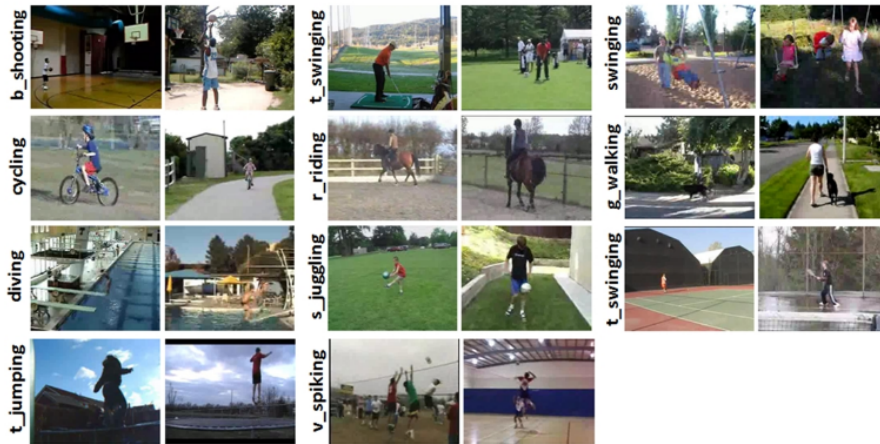 b_shooting
t_swinging
swinging
cycling
r_riding
g_walking
diving
s_juggling
t_swinging
t_jumping
v_spiking